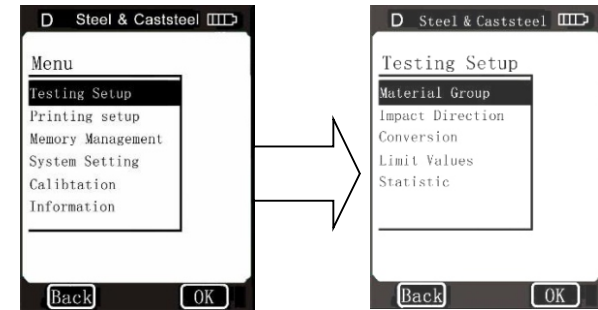 D Steel & Caststeel
Menu
Testing Setup
Printing setup
Memory Management
System Setting
Calibtation
Information
Back OK
D Steel & Caststeel
Testing Setup
Material Group
Impact Direction
Conversion
Limit Values
Statistic
Back OK